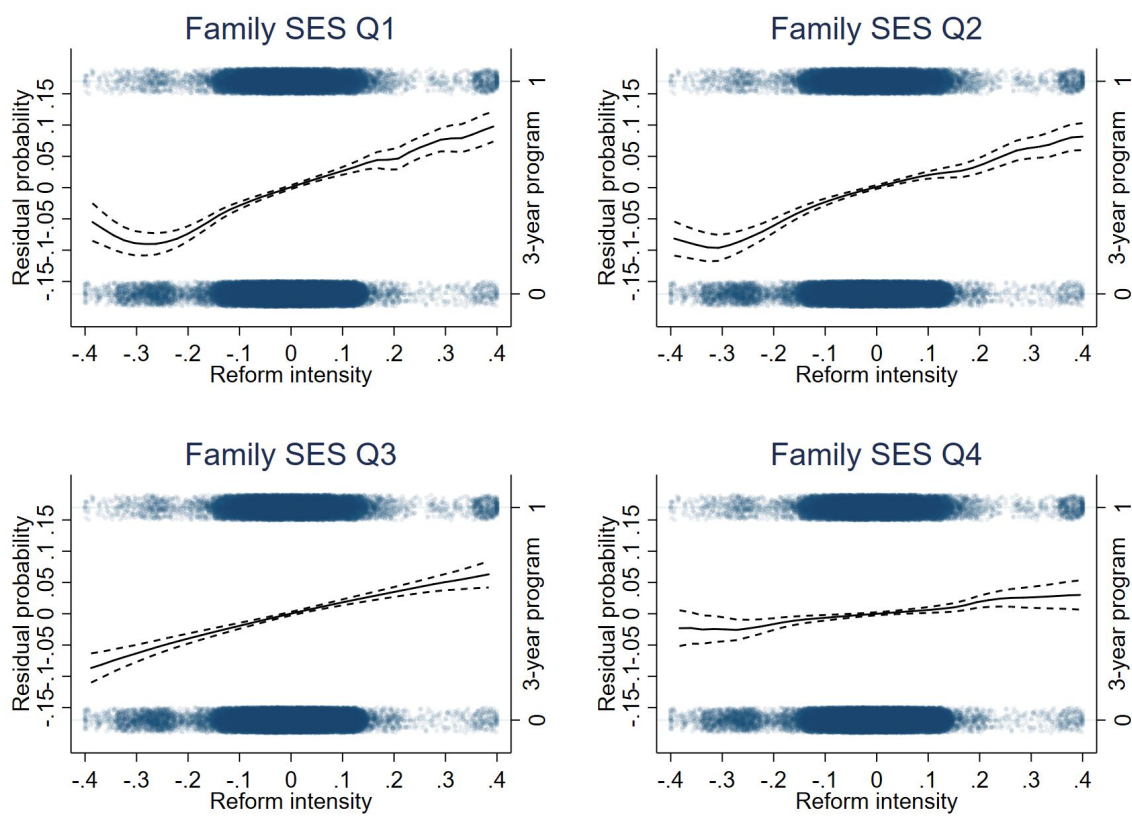 Family SES Q1
Residual probability
-.15 -.1 -.05 0 .05 .1 .15
3-year program
0 1
-.4 -.3 -.2 -.1 0 .1 .2 .3 .4
Reform intensity
Family SES Q2
Residual probability
-.15 -.1 -.05 0 .05 .1 .15
3-year program
0 1
-.4 -.3 -.2 -.1 0 .1 .2 .3 .4
Reform intensity
Family SES Q3
Residual probability
-.15 -.1 -.05 0 .05 .1 .15
3-year program
0 1
-.4 -.3 -.2 -.1 0 .1 .2 .3 .4
Reform intensity
Family SES Q4
Residual probability
-.15 -.1 -.05 0 .05 .1 .15
3-year program
0 1
-.4 -.3 -.2 -.1 0 .1 .2 .3 .4
Reform intensity